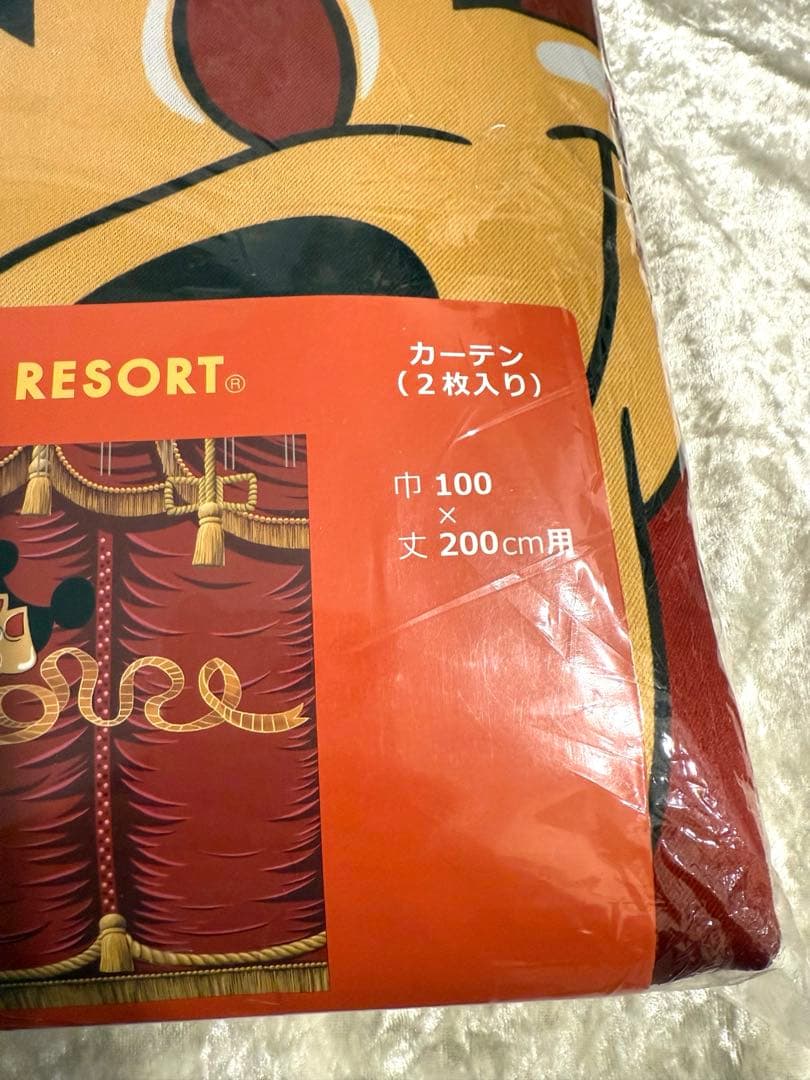 RESORT®
カーテン
(2枚入り)
巾 100
×
丈 200cm用